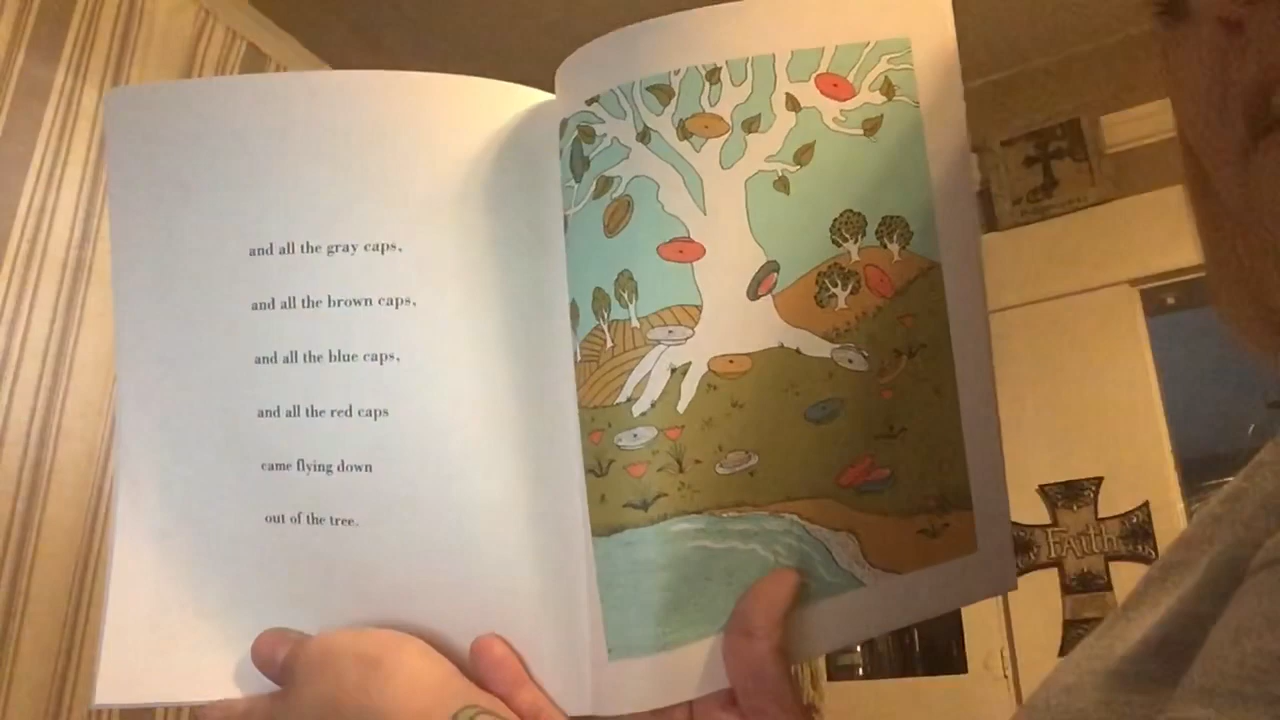 and all the gray caps,
and all the brown caps,
and all the blue caps,
and all the red caps
came flying down
out of the tree.
Faith